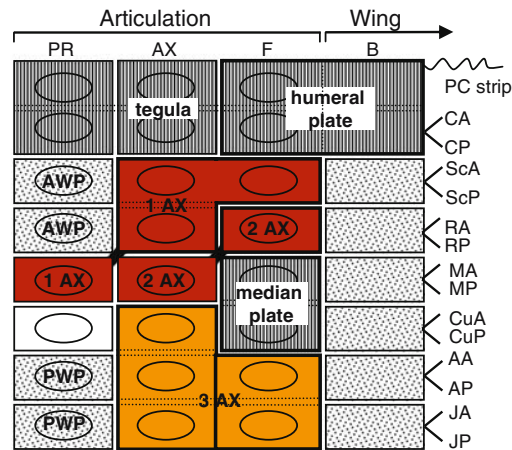 Articulation Wing
PR AX F B
PC strip
tegula
humeral
plate
CA
CP
AWP
ScA
ScP
1 AX
AWP
2 AX
RA
RP
1 AX
2 AX
MA
MP
median
plate
CuA
CuP
PWP
AA
AP
3 AX
PWP
JA
JP